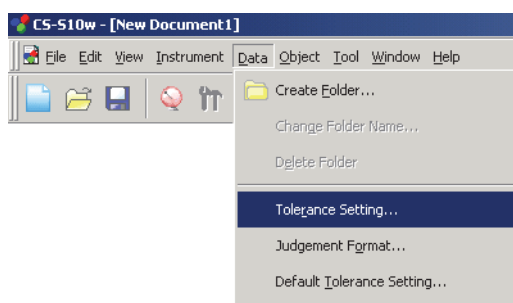 CS-S10w - [New Document1]
File Edit View Instrument Data Object Tool Window Help
Create Folder...
Change Folder Name...
Delete Folder
Tolerance Setting...
Judgement Format...
Default Tolerance Setting...